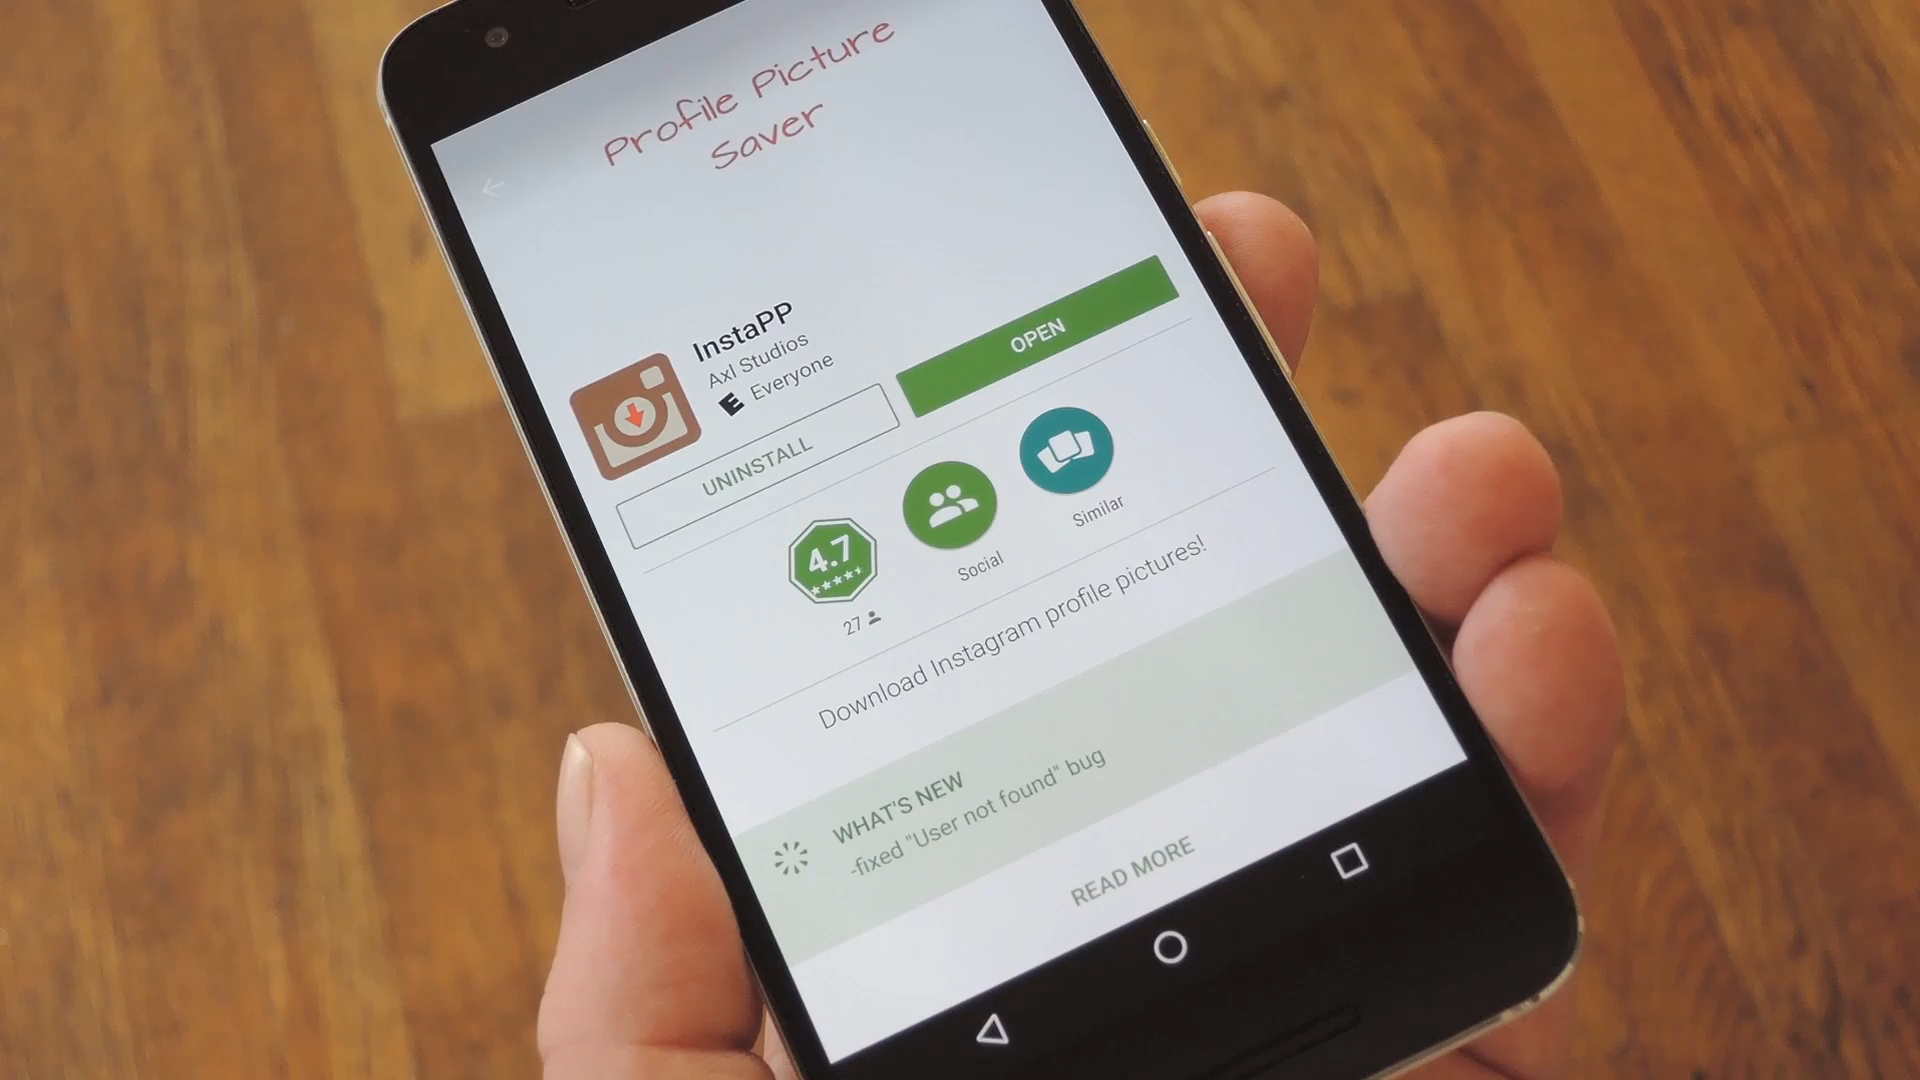 Profile Picture
Saver
InstaPP
Axl Studios
E Everyone
UNINSTALL
OPEN
4.7
27
Social
Similar
Download Instagram profile pictures!
WHAT'S NEW
-fixed "User not found" bug
READ MORE